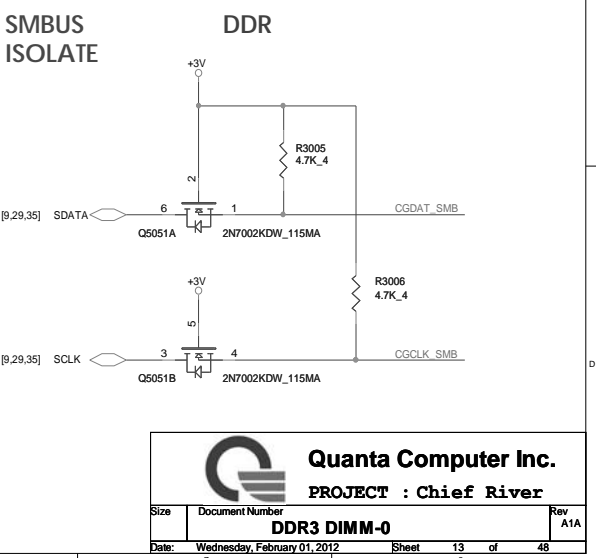 SMBUS
ISOLATE
DDR
+3V
R3005
4.7K_4
2
[9,29,35] SDATA 6 1 CGDAT_SMB
Q5051A 2N7002KDW_115MA
+3V
R3006
4.7K_4
5
[9,29,35] SCLK 3 4 CGCLK_SMB
D
Q5051B 2N7002KDW_115MA
Quanta Computer Inc.
PROJECT : Chief River
Size Document Number Rev
DDR3 DIMM-0 A1A
Date: Wednesday, February 01, 2012 Sheet 13 of 48